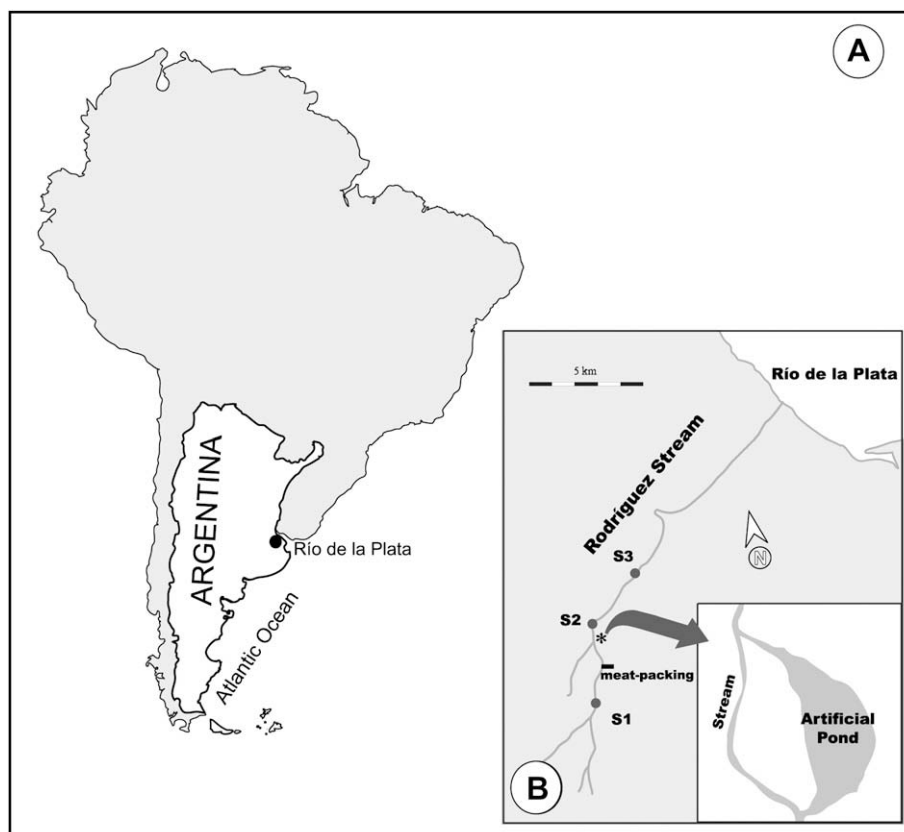 A
ARGENTINA
Río de la Plata
Atlantic Ocean
5 km
Río de la Plata
Rodríguez Stream
N
S3
S2
*
meat-packing
S1
Stream
Artificial
Pond
B